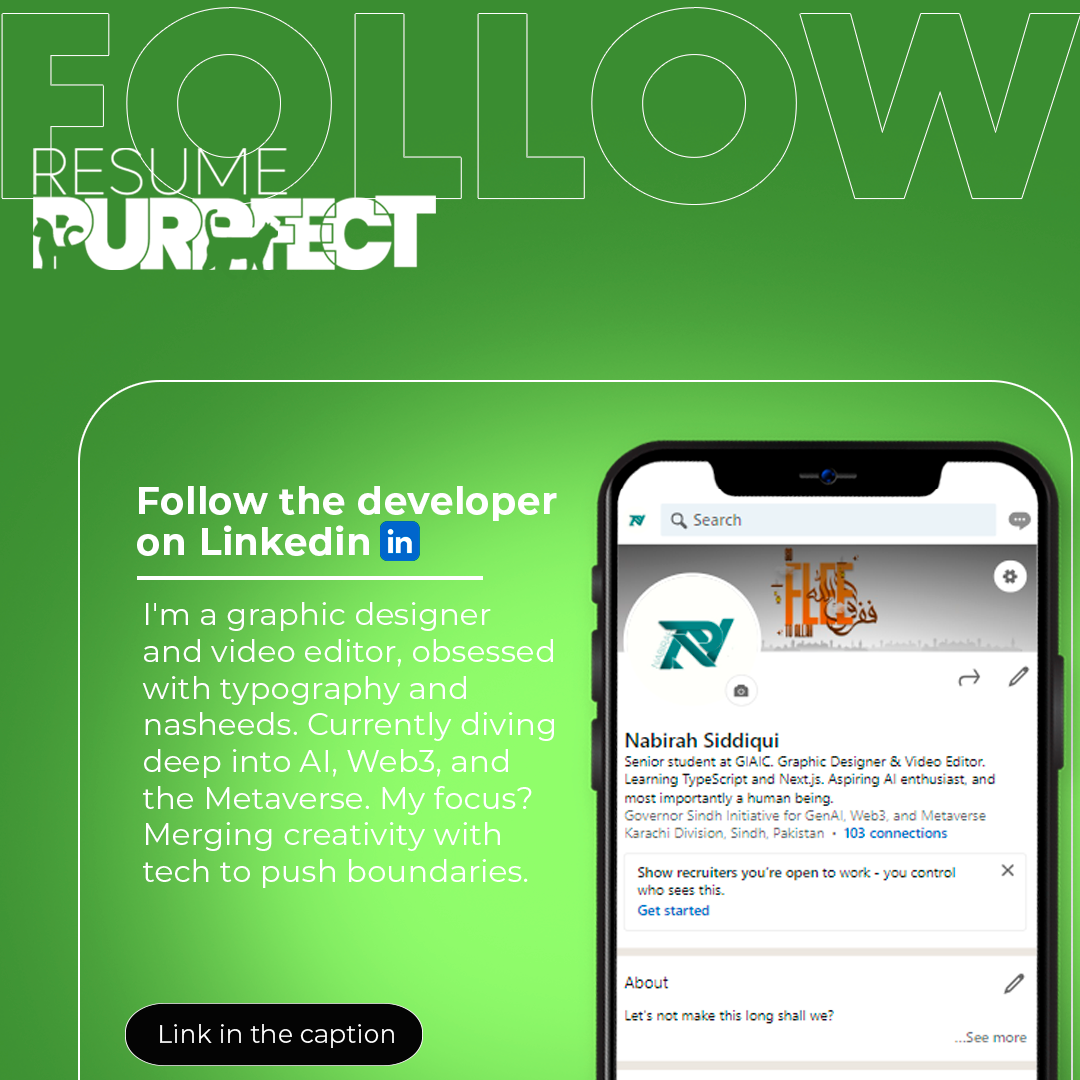 FOLLOW
RESUME
PURRFECT
Follow the developer
on Linkedin in
I'm a graphic designer
and video editor, obsessed
with typography and
nasheeds. Currently diving
deep into AI, Web3, and
the Metaverse. My focus?
Merging creativity with
tech to push boundaries.
Link in the caption
Search
FLEE
TO ALLAH
ففروا الى الله
Nabirah Siddiqui
Senior student at GIAIC. Graphic Designer & Video Editor.
Learning TypeScript and Next.js. Aspiring AI enthusiast, and
most importantly a human being.
Governor Sindh Initiative for GenAI, Web3, and Metaverse
Karachi Division, Sindh, Pakistan • 103 connections
Show recruiters you're open to work - you control
who sees this.
Get started
About
Let's not make this long shall we?
...See more